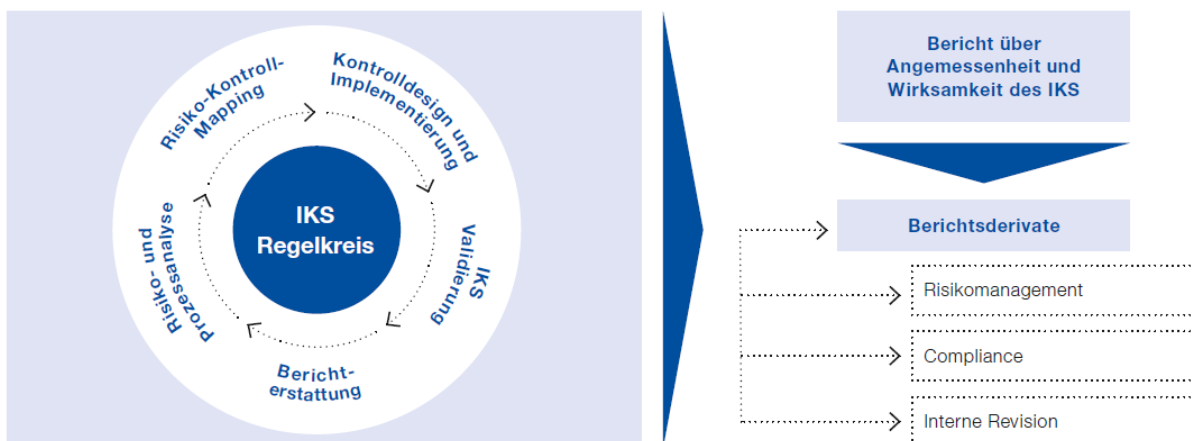 Risiko-Kontroll-
Mapping
Kontrolldesign und
Implementierung
IKS
Validierung
Bericht-
erstattung
Risiko- und
Prozessanalyse
IKS
Regelkreis
Bericht über
Angemessenheit und
Wirksamkeit des IKS
Berichtsderivate
Risikomanagement
Compliance
Interne Revision